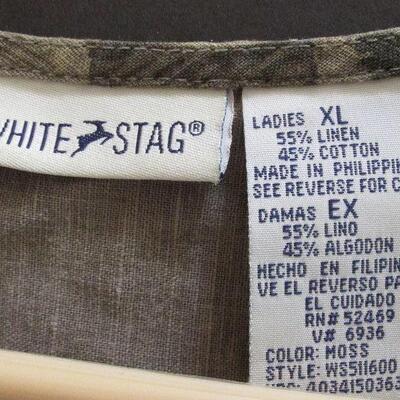 WHITE STAG®
LADIES XL
55% LINEN
45% COTTON
MADE IN PHILIPPIN
SEE REVERSE FOR C
DAMAS EX
55% LINO
45% ALGODON
HECHO EN FILIPIN
VE EL REVERSO PA
EL CUIDADO
RN# 52469
V# 6936
COLOR: MOSS
STYLE: WS511600